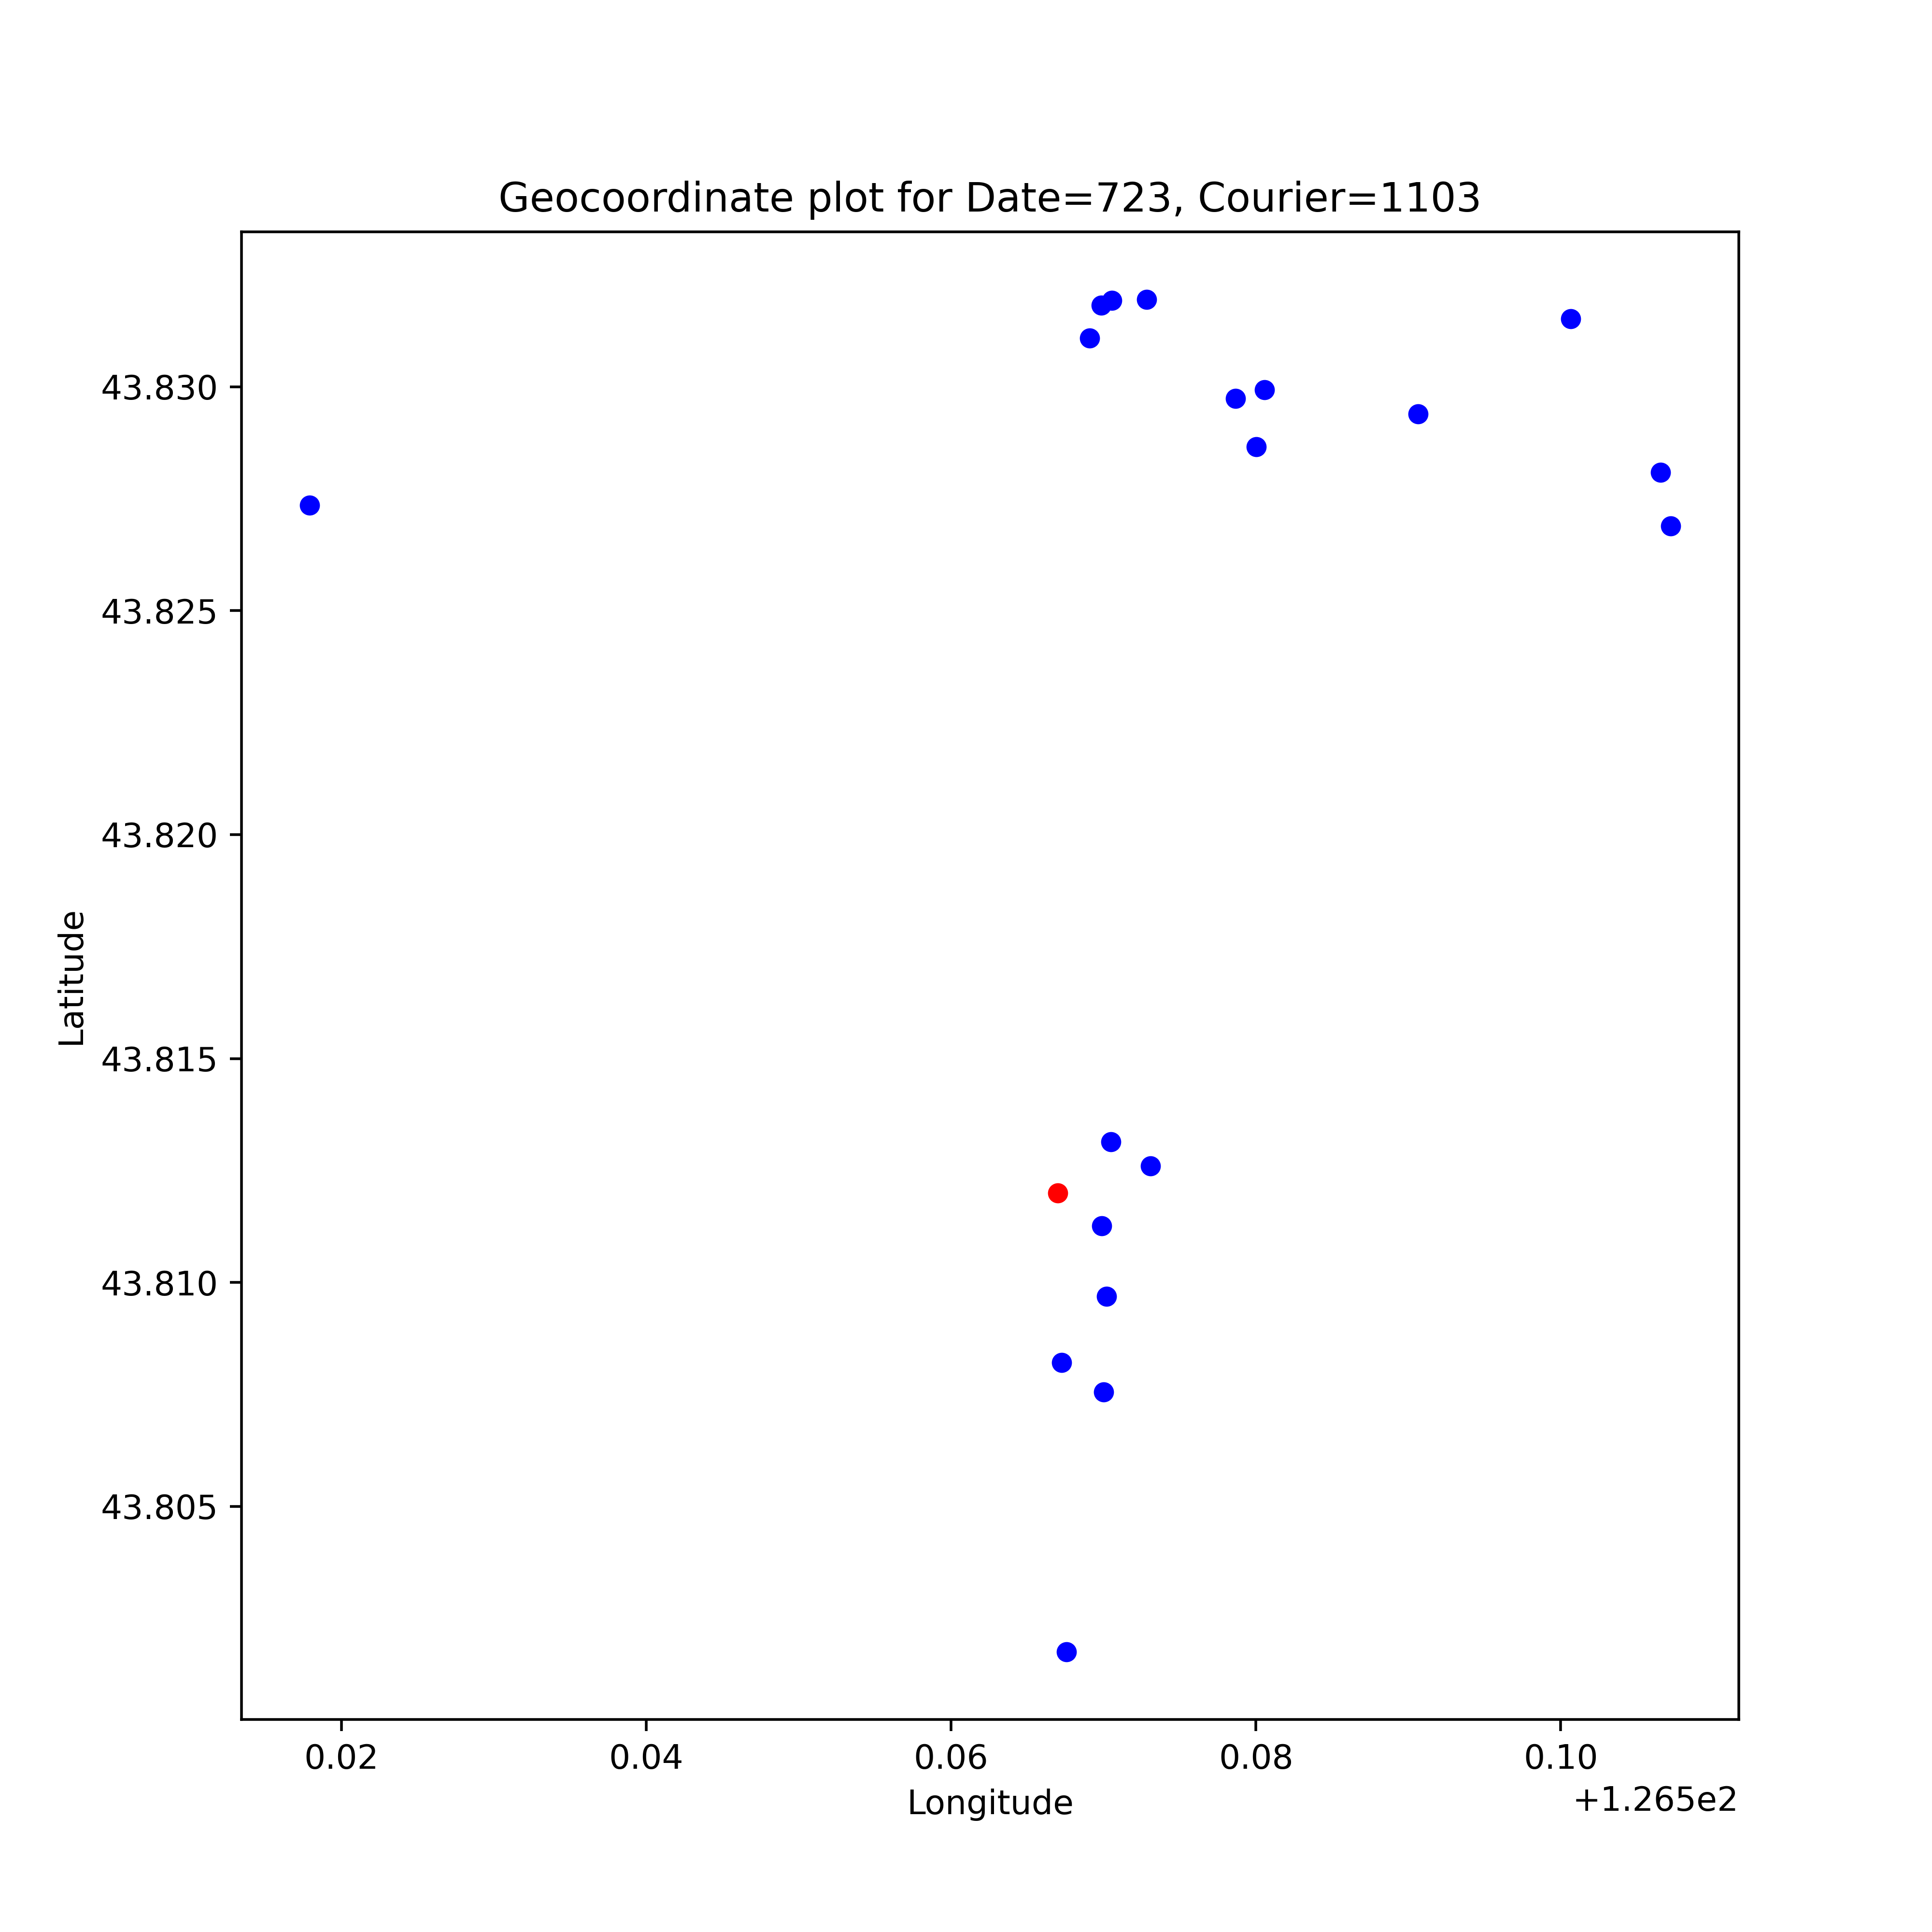 Geocoordinate plot for Date=723, Courier=1103
43.830
43.825
43.820
43.815
43.810
43.805
Latitude
0.02 0.04 0.06 0.08 0.10
+1.265e2
Longitude